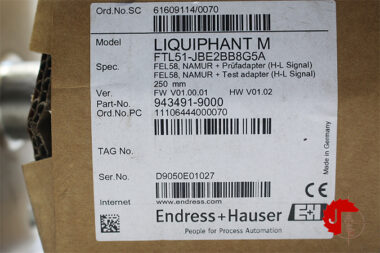 Ord.No.SC 61609114/0070
Model LIQUIPHANT M
FTL51-JBE2BB8G5A
Spec. FEL58, NAMUR + Prüfadapter (H-L Signal)
FEL58, NAMUR + Test adapter (H-L Signal)
250 mm
Ver. FW V01.00.01 HW V01.02
Part-No. 943491-9000
Ord.No.PC 11106444000070
TAG No.
Ser.No. D9050E01027
Made in Germany
Internet www.endress.com
CE
Endress+Hauser EH
People for Process Automation